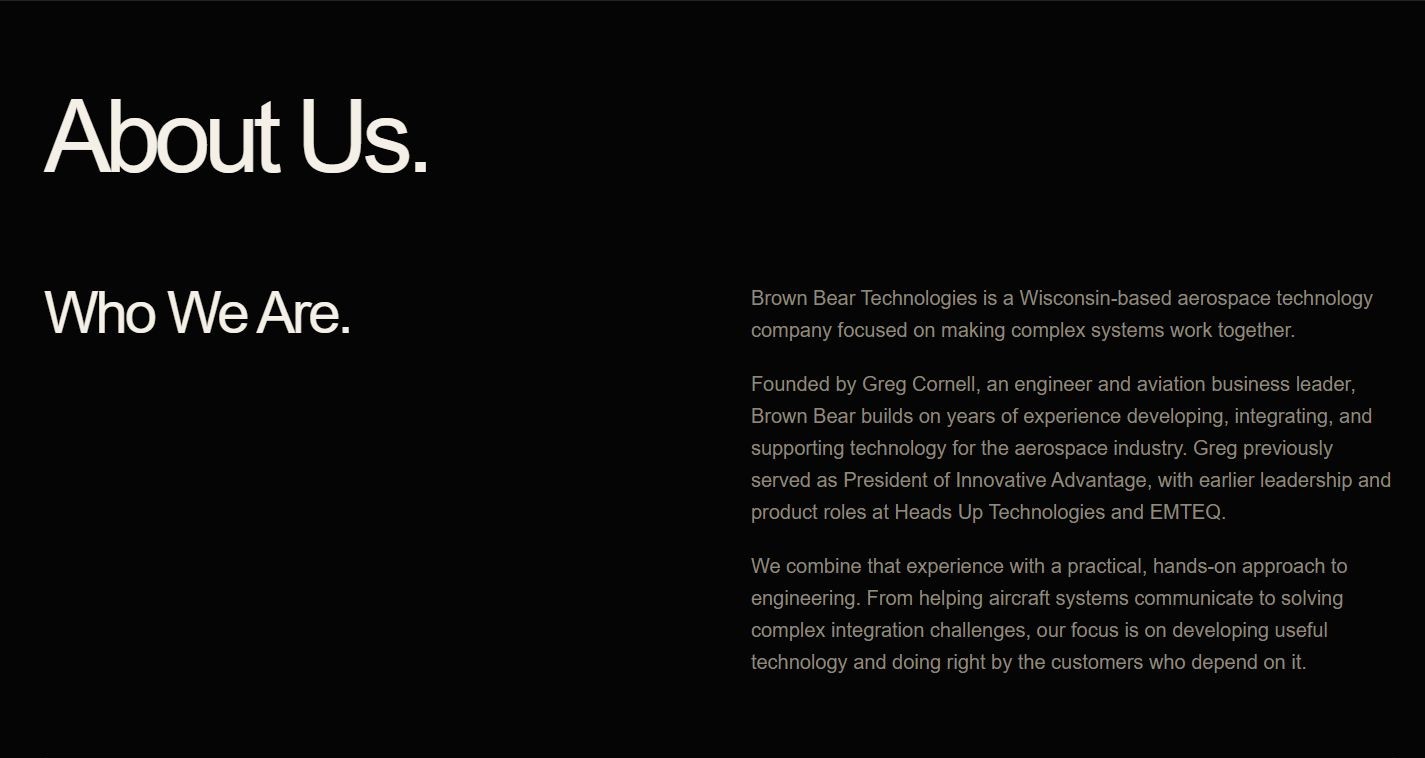 About Us.
Who We Are.
Brown Bear Technologies is a Wisconsin-based aerospace technology
company focused on making complex systems work together.
Founded by Greg Cornell, an engineer and aviation business leader,
Brown Bear builds on years of experience developing, integrating, and
supporting technology for the aerospace industry. Greg previously
served as President of Innovative Advantage, with earlier leadership and
product roles at Heads Up Technologies and EMTEQ.
We combine that experience with a practical, hands-on approach to
engineering. From helping aircraft systems communicate to solving
complex integration challenges, our focus is on developing useful
technology and doing right by the customers who depend on it.